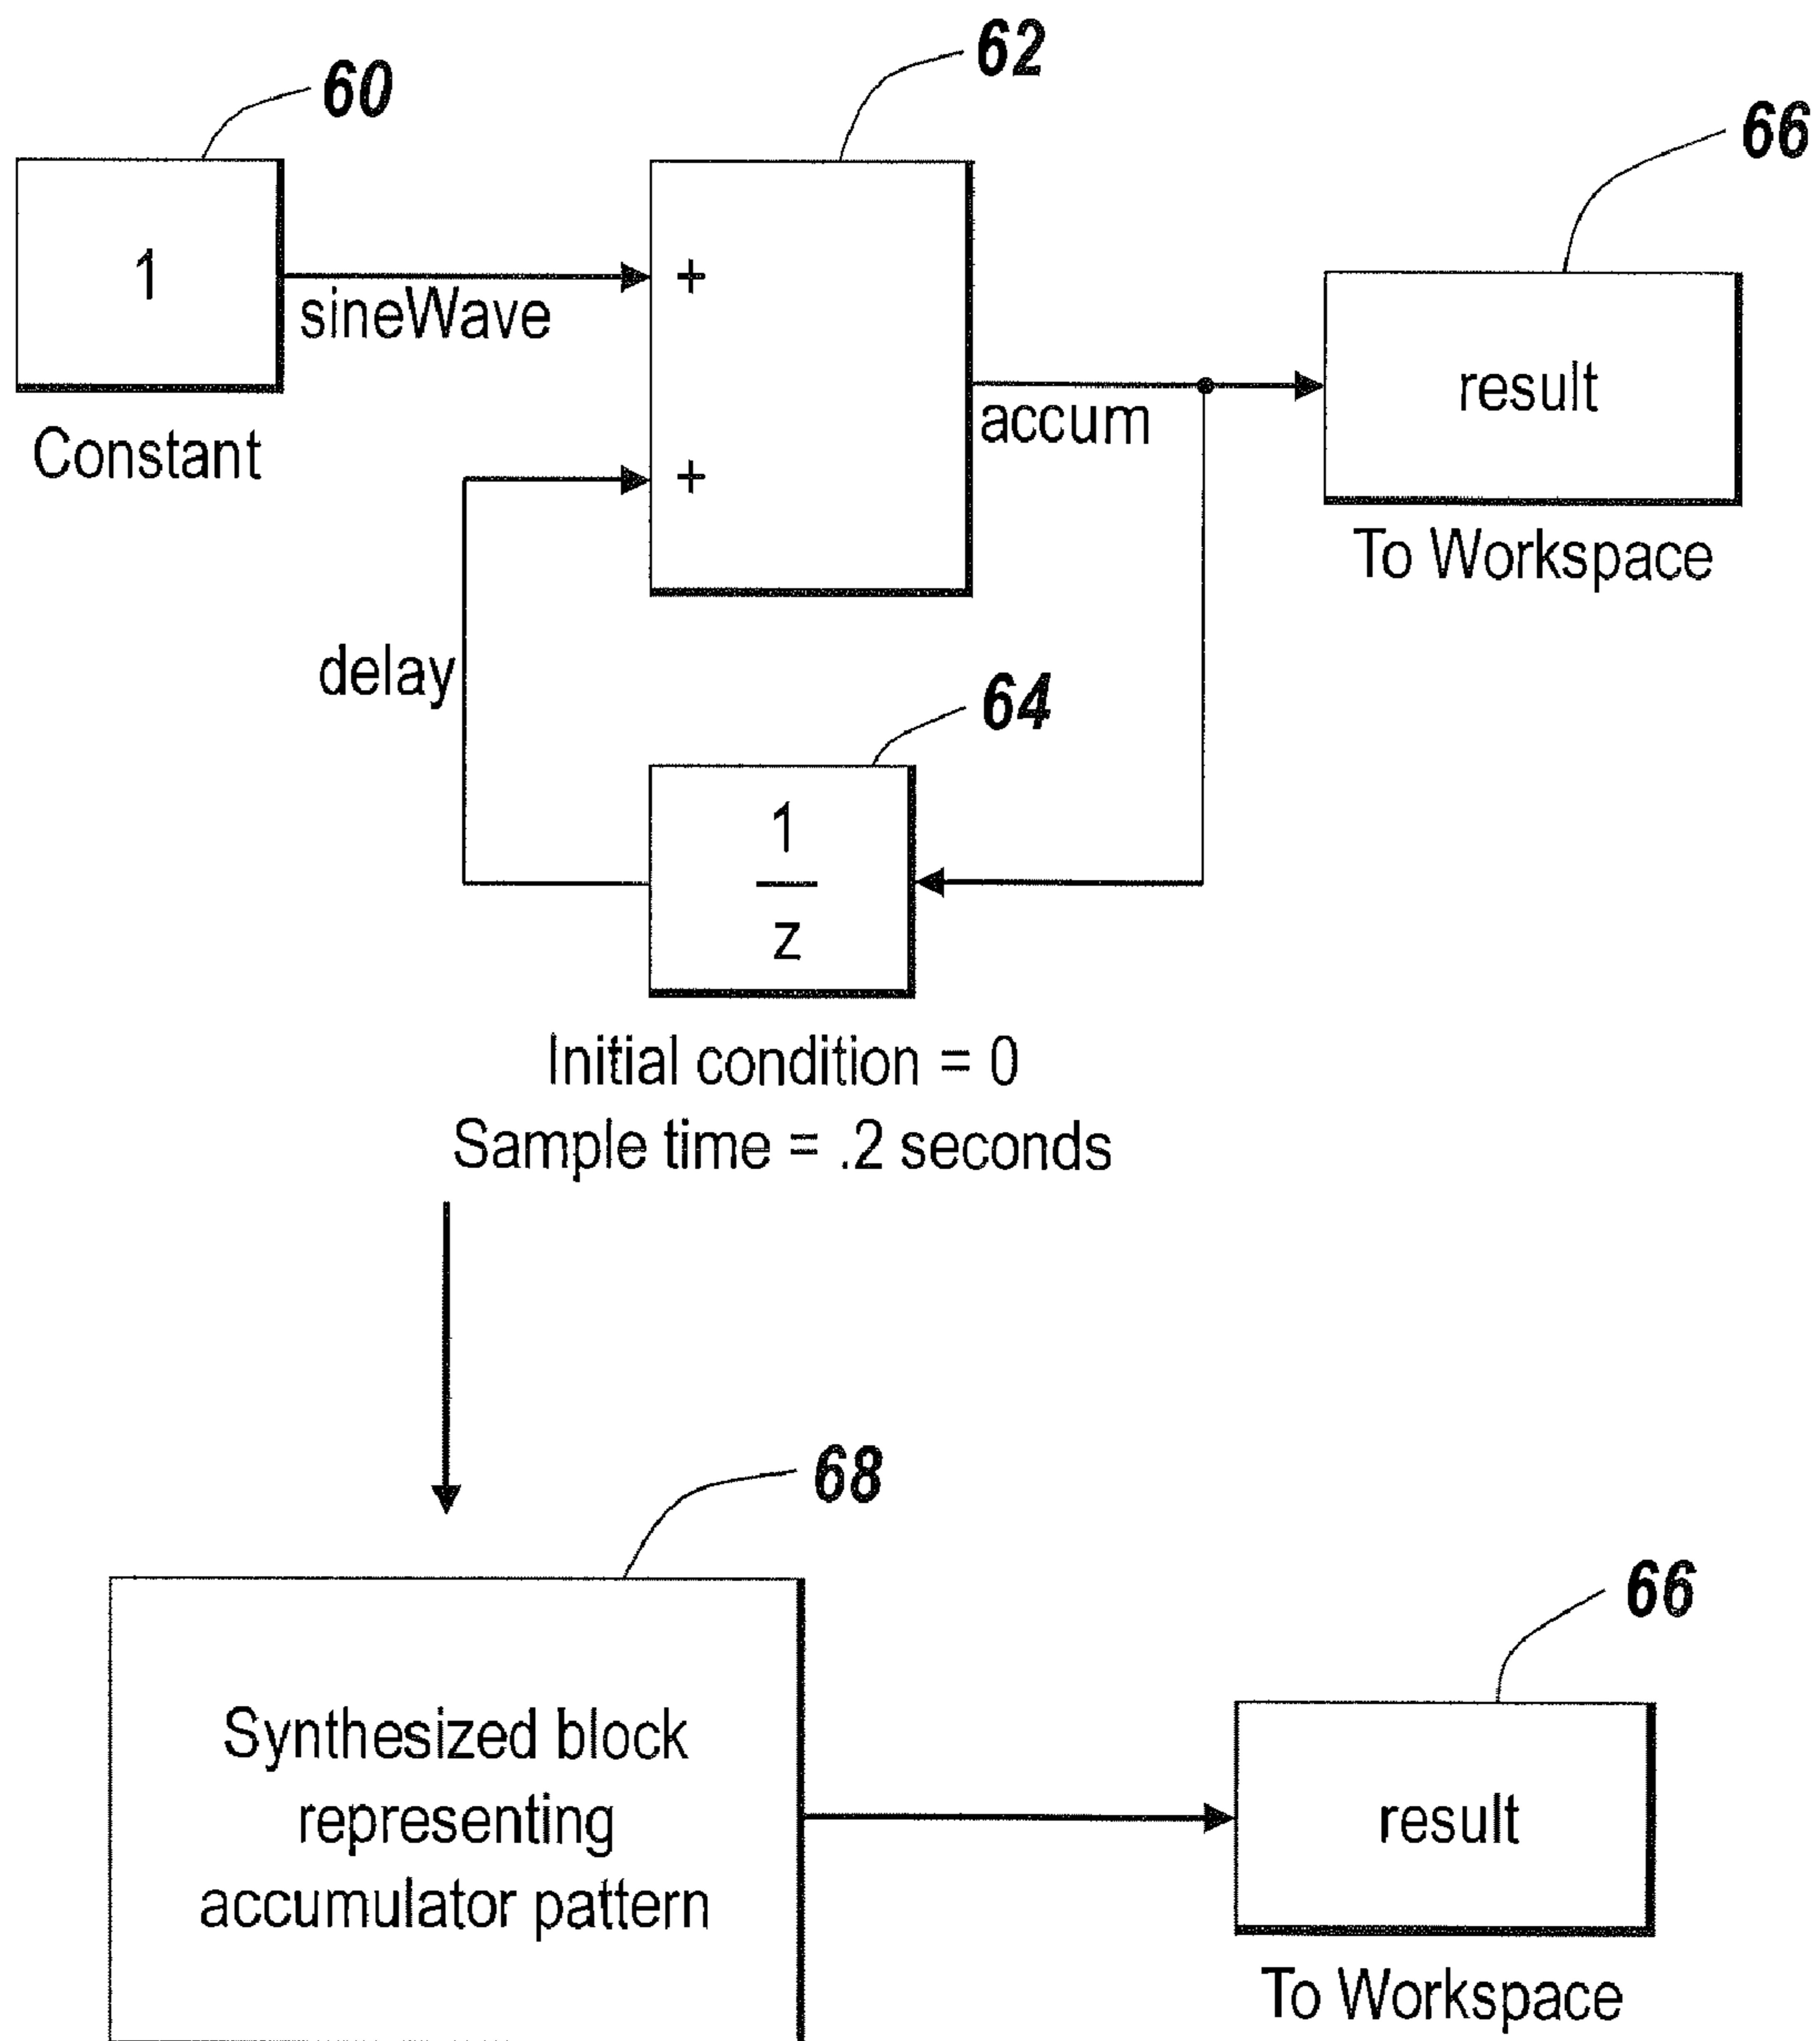 60
62
66
1
sineWave
+
+
accum
result
Constant
To Workspace
delay
64
1
z
Initial condition = 0
Sample time = .2 seconds
68
66
Synthesized block
representing
accumulator pattern
result
To Workspace